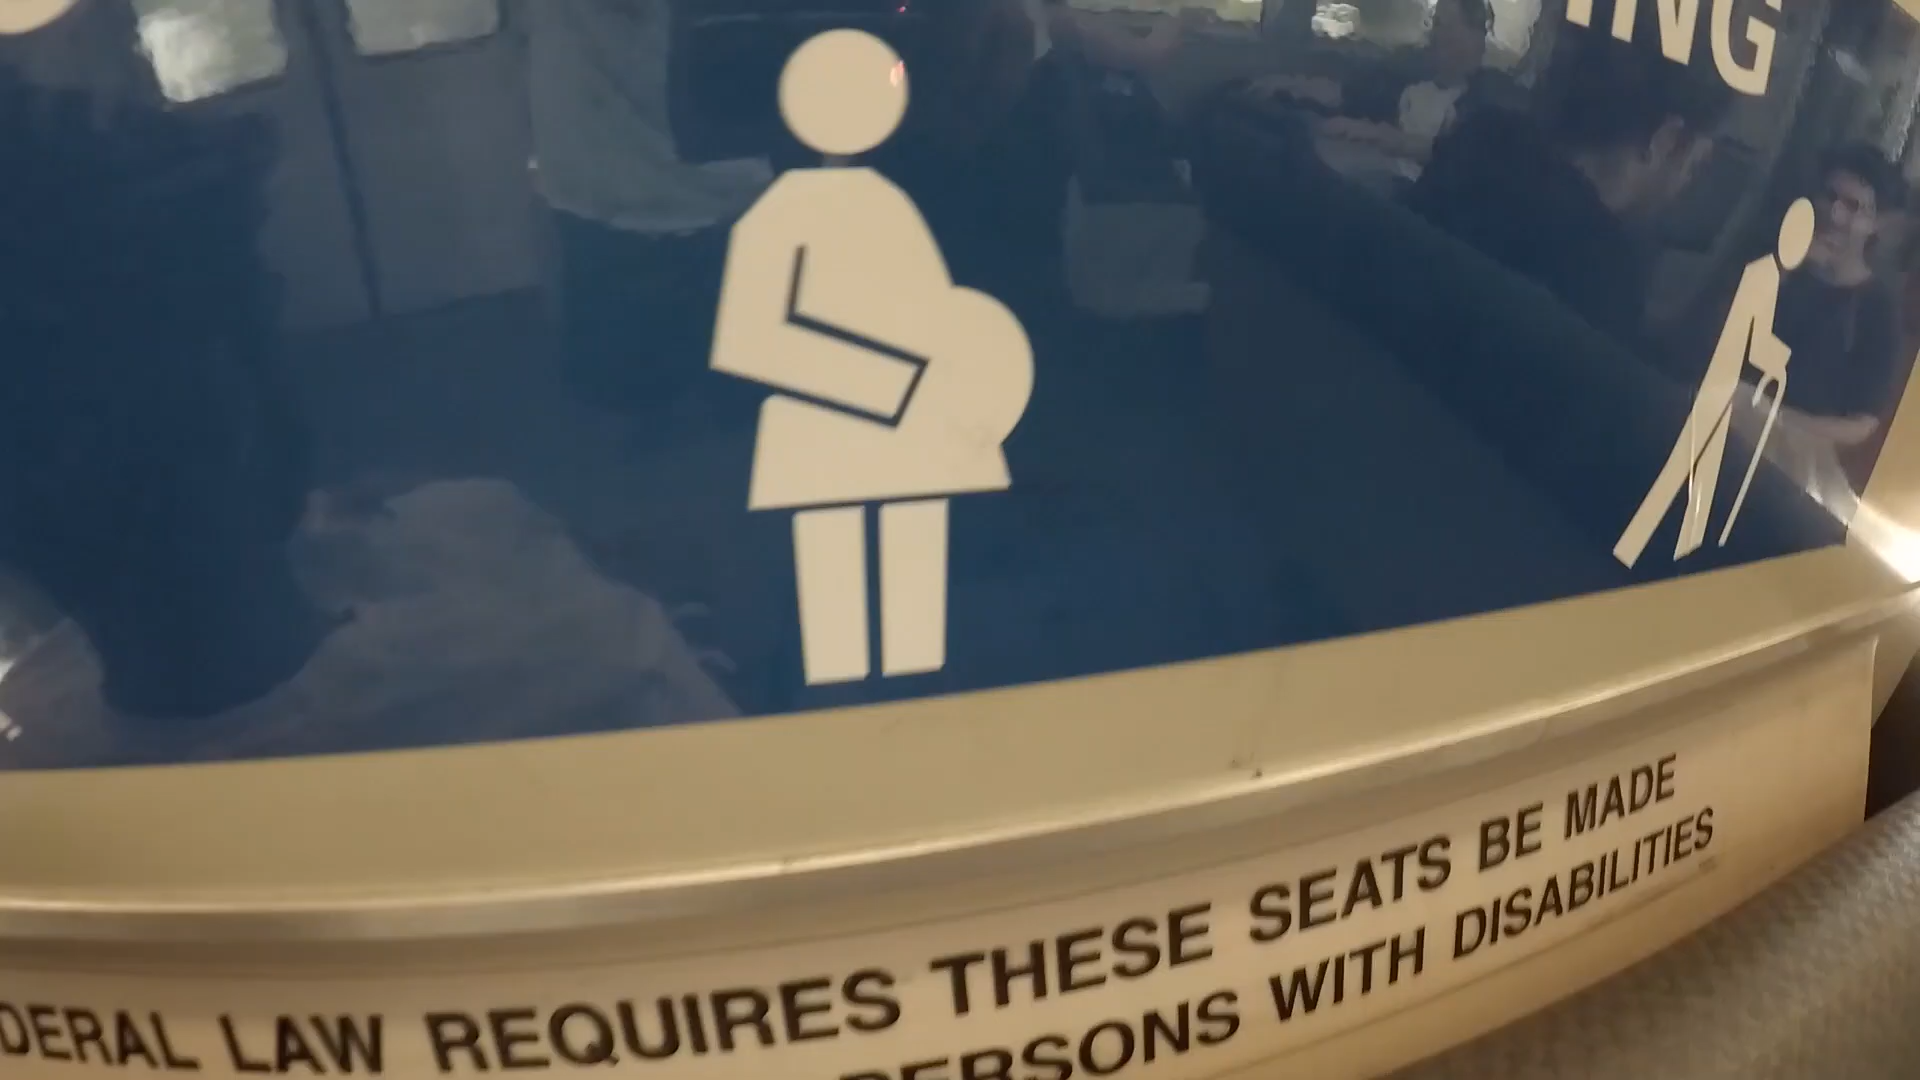 ING
DERAL LAW REQUIRES THESE SEATS BE MADE
PERSONS WITH DISABILITIES